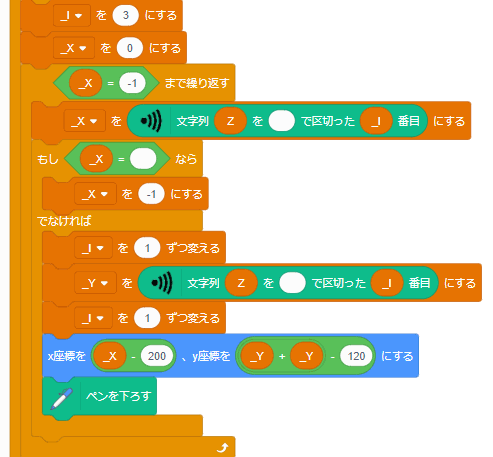 _I を 3 にする
_X を 0 にする
_X = -1 まで繰り返す
_X を 文字列 Z を で区切った _I 番目 にする
もし _X = なら
_X を -1 にする
でなければ
_I を 1 ずつ変える
_Y を 文字列 Z を で区切った _I 番目 にする
_I を 1 ずつ変える
x座標を _X - 200 、y座標を _Y + _Y - 120 にする
ペンを下ろす